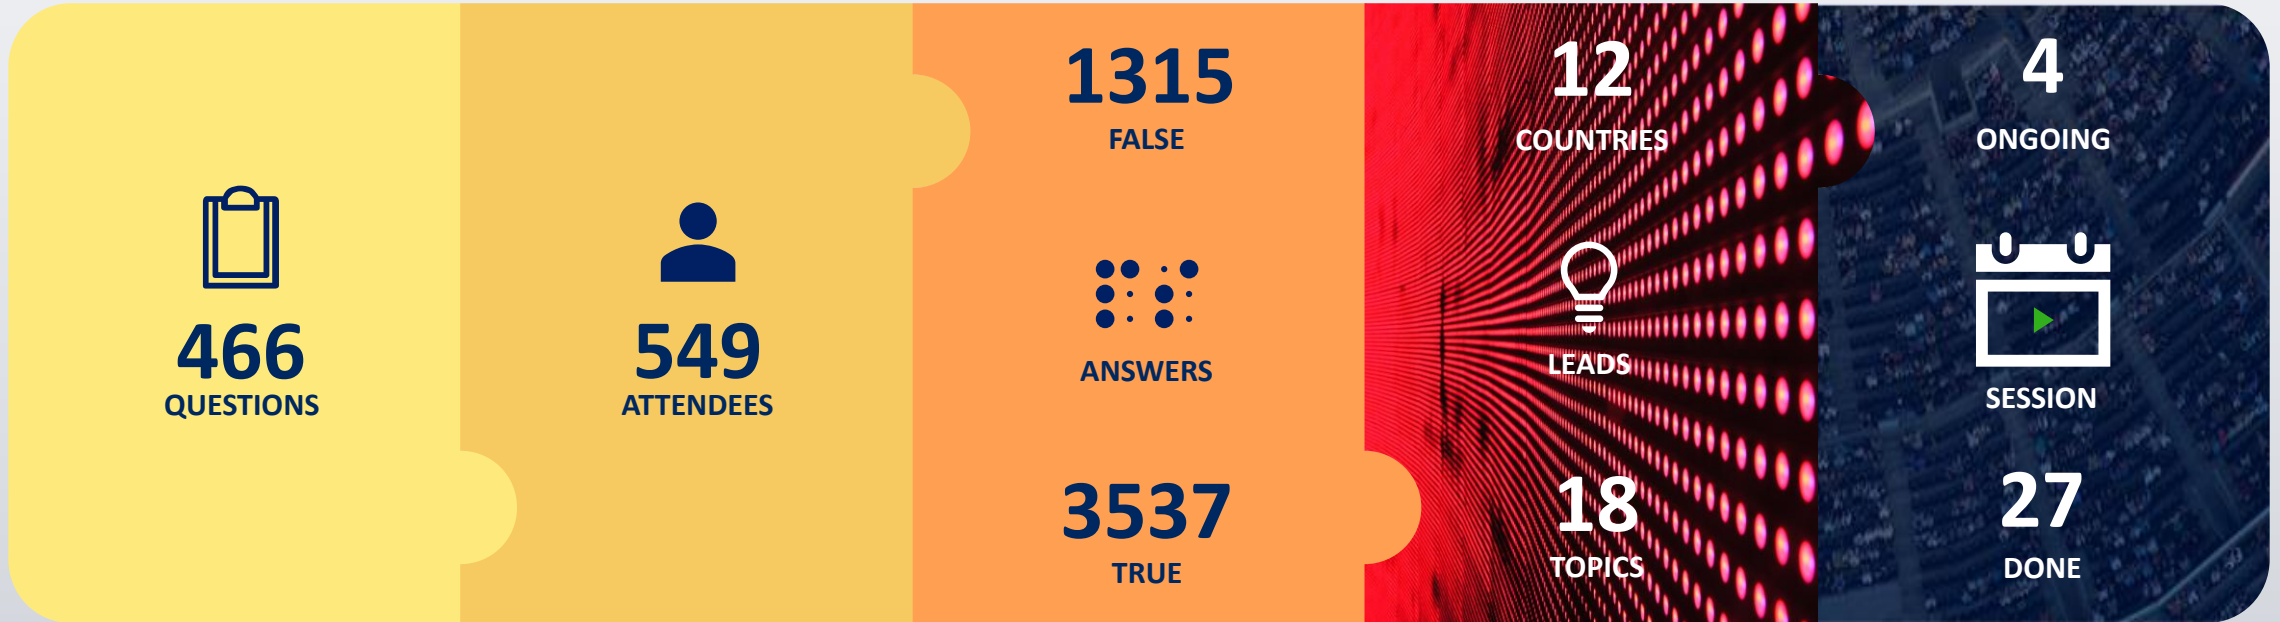 466
QUESTIONS
549
ATTENDEES
1315
FALSE
ANSWERS
3537
TRUE
12
COUNTRIES
LEADS
18
TOPICS
4
ONGOING
SESSION
27
DONE